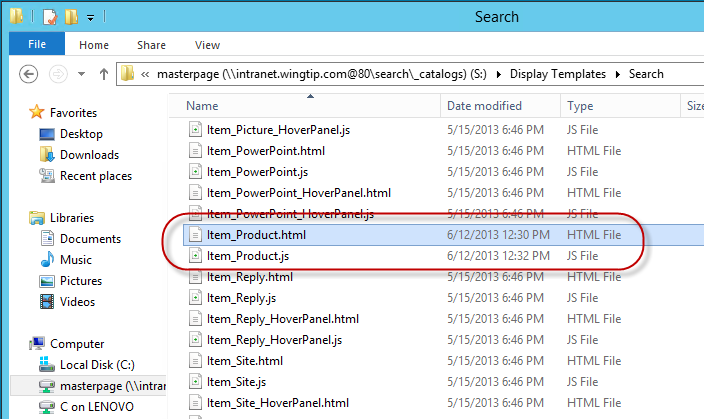 Search
File Home Share View
masterpage (\\intranet.wingtip.com@80\search\_catalogs) (S:) Display Templates Search
Name Date modified Type Size
Favorites
Desktop
Downloads
Recent places
Libraries
Documents
Music
Pictures
Videos
Computer
Local Disk (C:)
masterpage (\\intran
C on LENOVO
Item_Picture_HoverPanel.js 5/15/2013 6:46 PM JS File
Item_PowerPoint.html 5/15/2013 6:46 PM HTML File
Item_PowerPoint.js 5/15/2013 6:46 PM JS File
Item_PowerPoint_HoverPanel.html 5/15/2013 6:46 PM HTML File
Item_PowerPoint_HoverPanel.js 5/15/2013 6:46 PM JS File
Item_Product.html 6/12/2013 12:30 PM HTML File
Item_Product.js 6/12/2013 12:32 PM JS File
Item_Reply.html 5/15/2013 6:46 PM HTML File
Item_Reply.js 5/15/2013 6:46 PM JS File
Item_Reply_HoverPanel.html 5/15/2013 6:46 PM HTML File
Item_Reply_HoverPanel.js 5/15/2013 6:46 PM JS File
Item_Site.html 5/15/2013 6:46 PM HTML File
Item_Site.js 5/15/2013 6:46 PM JS File
Item_Site_HoverPanel.html 5/15/2013 6:46 PM HTML File